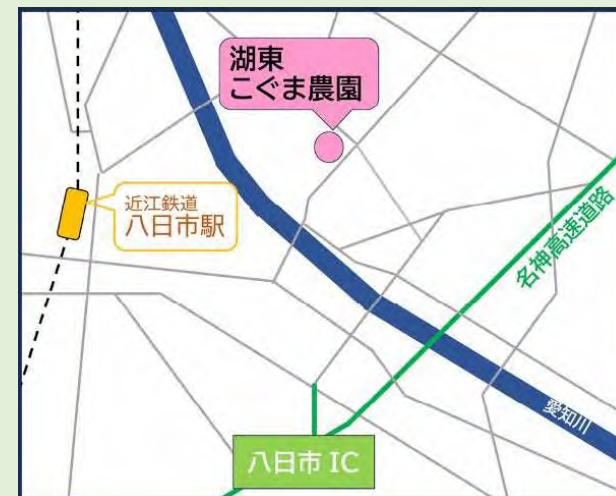 湖東
こぐま農園
近江鉄道
八日市駅
名神高速道路
愛知川
八日市 IC